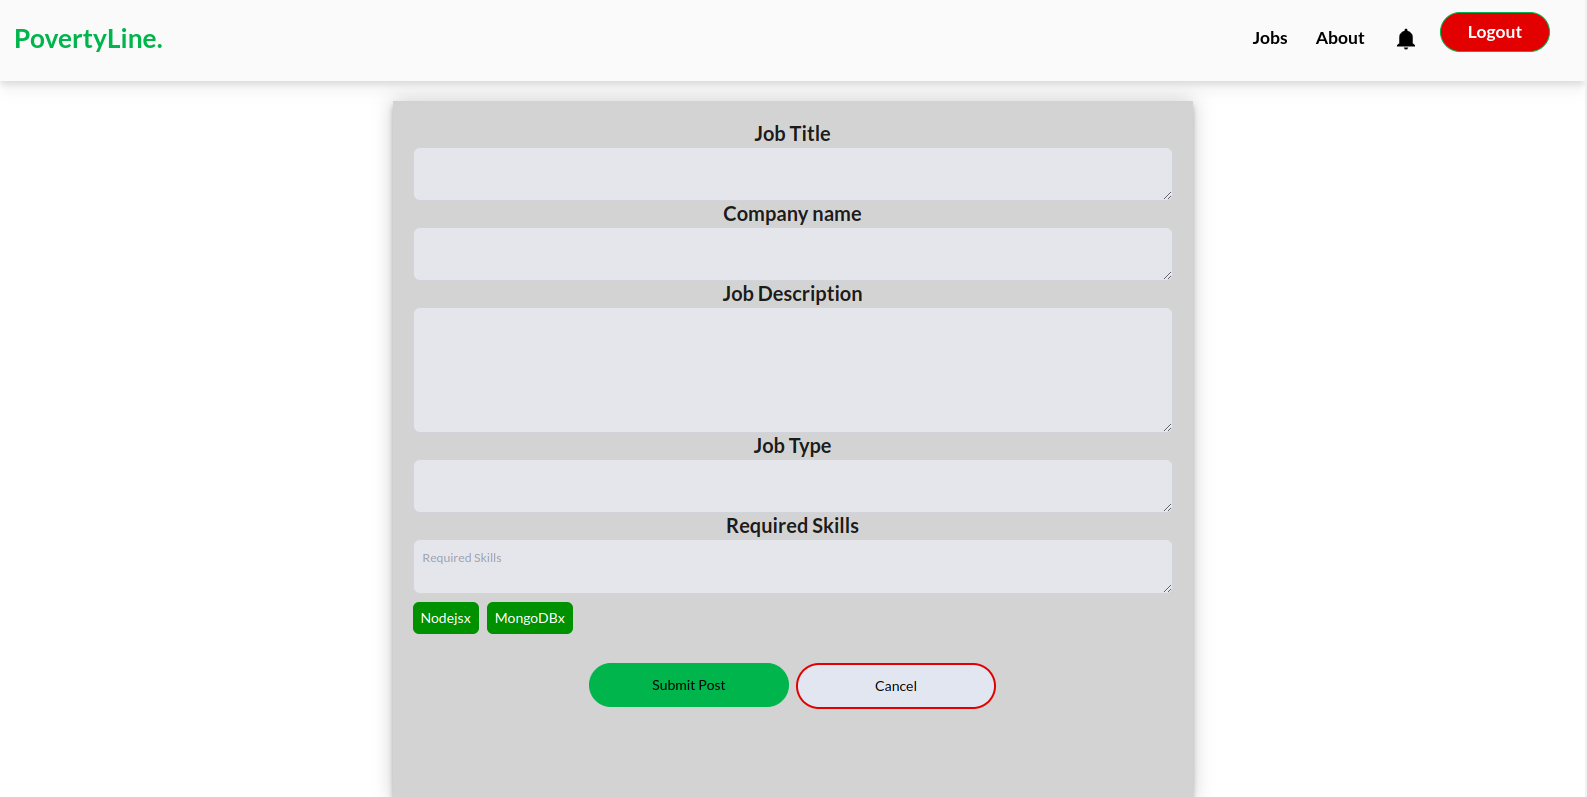 PovertyLine.
Jobs
About
Logout
Job Title
Company name
Job Description
Job Type
Required Skills
Required Skills
Nodejsx
MongoDBx
Submit Post
Cancel